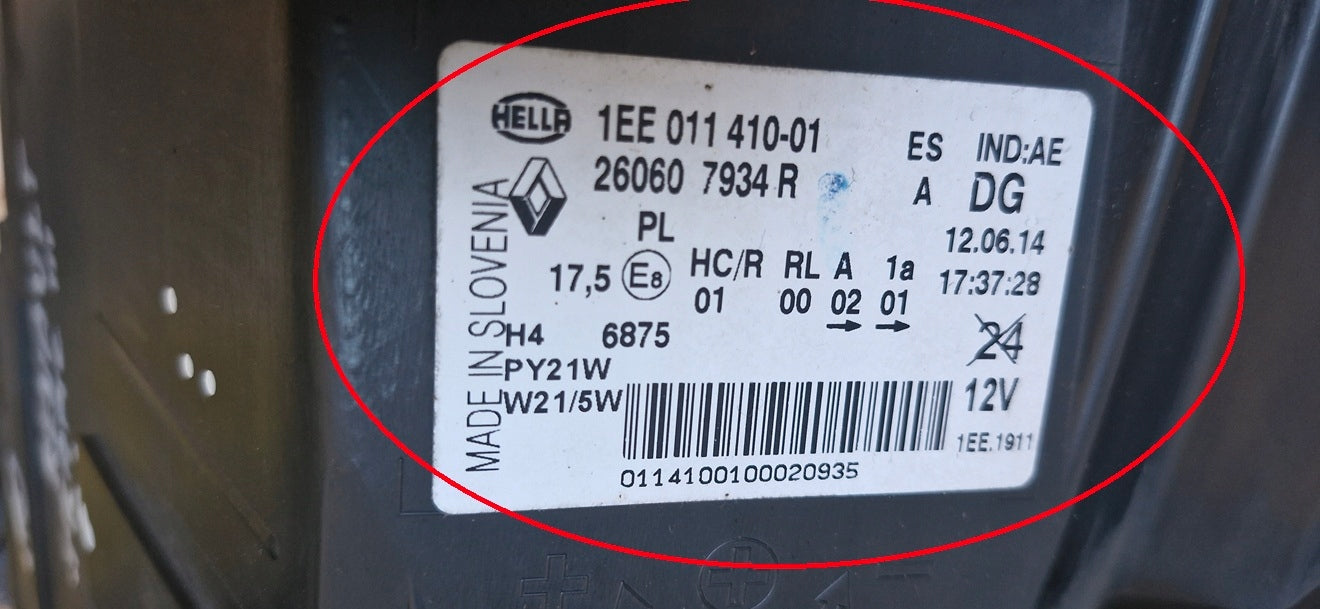 HELLA 1EE 011 410-01 ES IND:AE
26060 7934 R A DG
PL 12.06.14
17,5 E8 HC/R RL A 1a 17:37:28
01 00 02 01
H4 6875 24
PY21W
W21/5W 12V
1EE.1911
011410010002​0935
MADE IN SLOVENIA